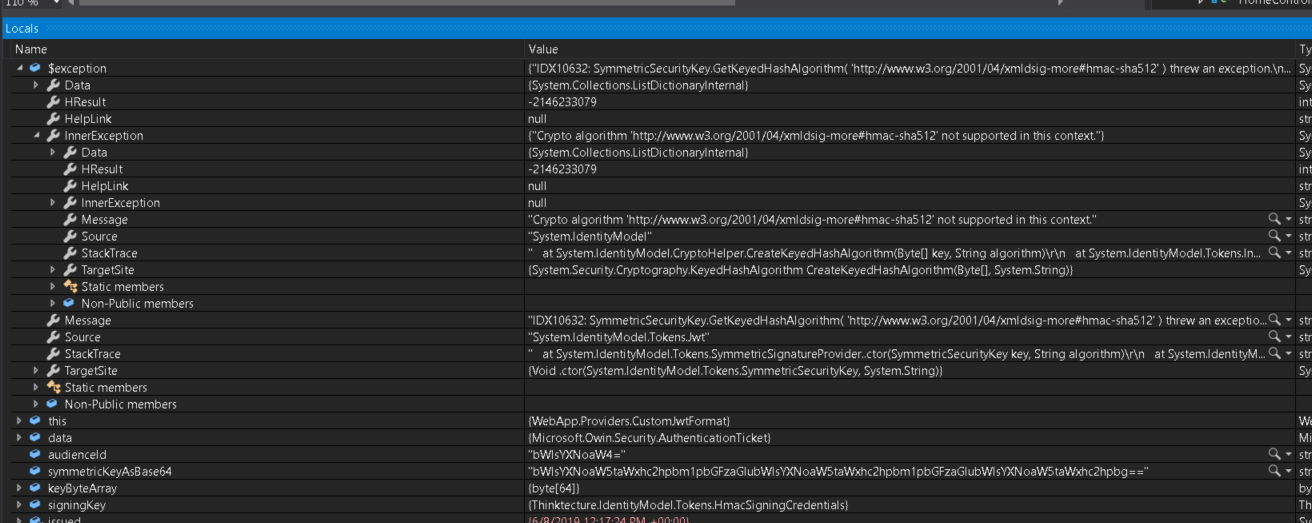 110 %
HomeControl
Locals
Name Value Ty
$exception {"IDX10632: SymmetricSecurityKey.GetKeyedHashAlgorithm( 'http://www.w3.org/2001/04/xmldsig-more#hmac-sha512' ) threw an exception.\n... Sy
Data {System.Collections.ListDictionaryInternal} Sy
HResult -2146233079 int
HelpLink null str
InnerException {"Crypto algorithm 'http://www.w3.org/2001/04/xmldsig-more#hmac-sha512' not supported in this context."} Sy
Data {System.Collections.ListDictionaryInternal} Sy
HResult -2146233079 int
HelpLink null str
InnerException null Sy
Message "Crypto algorithm 'http://www.w3.org/2001/04/xmldsig-more#hmac-sha512' not supported in this context." str
Source "System.IdentityModel" str
StackTrace " at System.IdentityModel.CryptoHelper.CreateKeyedHashAlgorithm(Byte[] key, String algorithm)\r\n at System.IdentityModel.Tokens.In... str
TargetSite {System.Security.Cryptography.KeyedHashAlgorithm CreateKeyedHashAlgorithm(Byte[], System.String)} Sy
Static members
Non-Public members
Message "IDX10632: SymmetricSecurityKey.GetKeyedHashAlgorithm( 'http://www.w3.org/2001/04/xmldsig-more#hmac-sha512' ) threw an exceptio... str
Source "System.IdentityModel.Tokens.Jwt" str
StackTrace " at System.IdentityModel.Tokens.SymmetricSignatureProvider..ctor(SymmetricSecurityKey key, String algorithm)\r\n at System.IdentityM... str
TargetSite {Void .ctor(System.IdentityModel.Tokens.SymmetricSecurityKey, System.String)} Sy
Static members
Non-Public members
this {WebApp.Providers.CustomJwtFormat} We
data {Microsoft.Owin.Security.AuthenticationTicket} Mi
audienceId "bWlsYXNoaW4=" str
symmetricKeyAsBase64 "bWlsYXNoaW5taWxhc2hpbm1pbGFzaGlubWlsYXNoaW5taWxhc2hpbm1pbGFzaGlubWlsYXNoaW5taWxhc2hpbg==" str
keyByteArray {byte[64]} by
signingKey {Thinktecture.IdentityModel.Tokens.HmacSigningCredentials} Th
issued {6/8/2019 12:17:24 PM +00:00} Sy